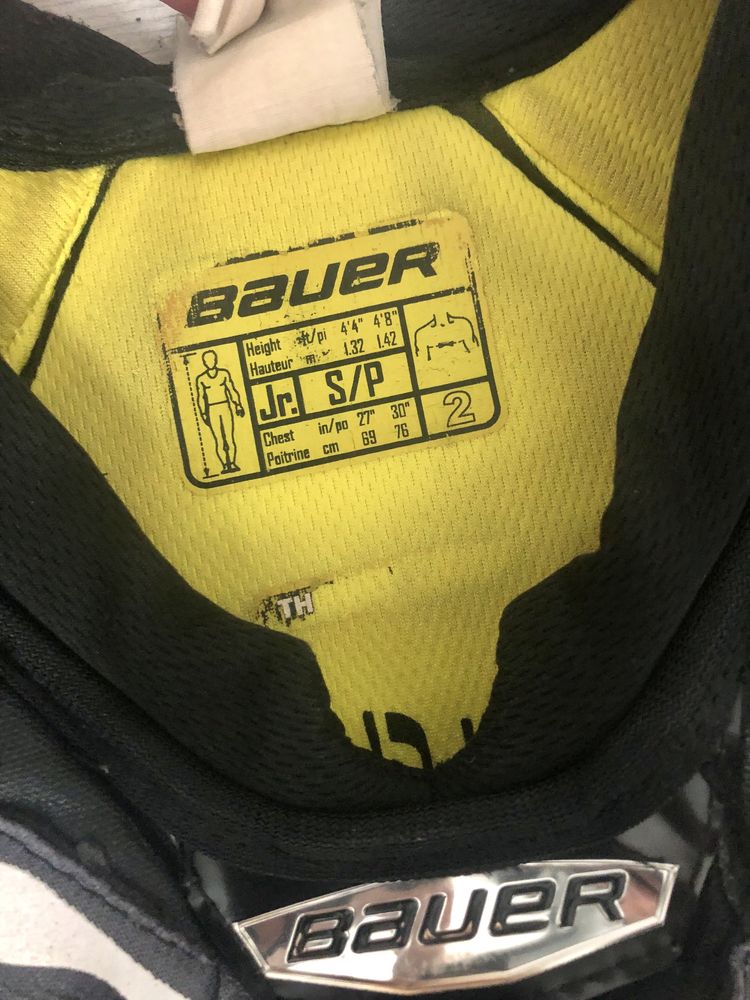 BAUER
Height ft/pi 4'4" 4'8"
Hauteur m 1.32 1.42
Jr. S/P
Chest in/po 27" 30"
Poitrine cm 69 76
2
TH
BAUER